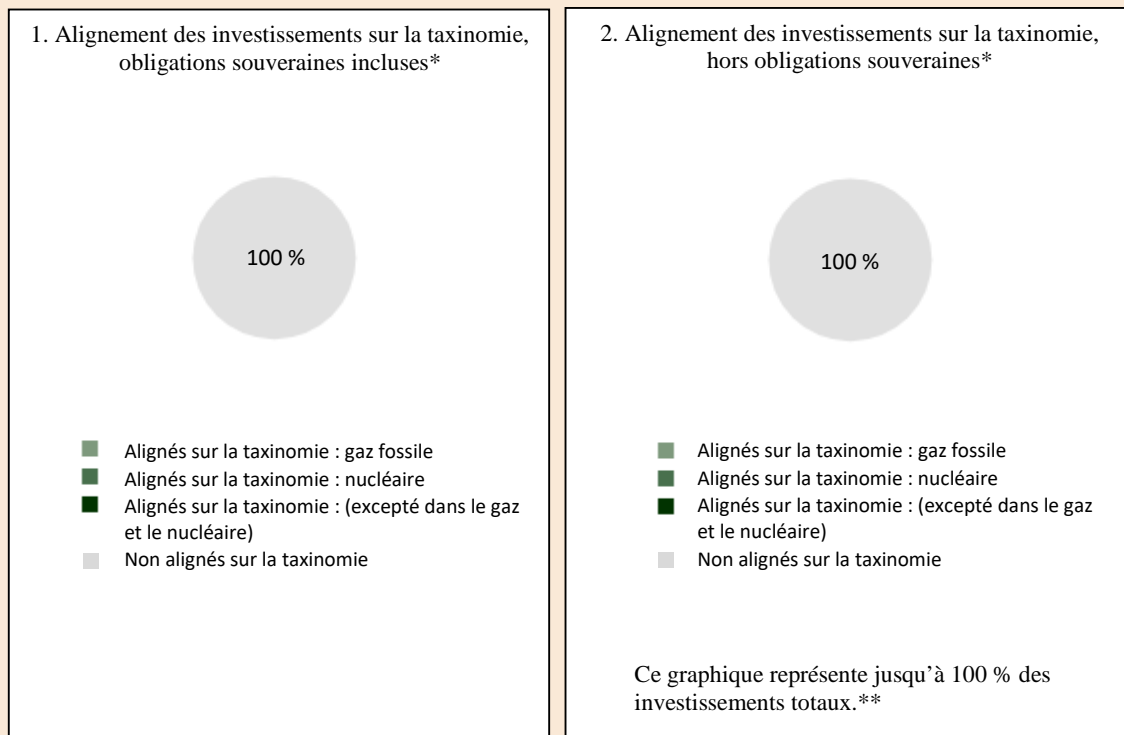 1. Alignement des investissements sur la taxinomie,
obligations souveraines incluses*
100 %
Alignés sur la taxinomie : gaz fossile
Alignés sur la taxinomie : nucléaire
Alignés sur la taxinomie : (excepté dans le gaz
et le nucléaire)
Non alignés sur la taxinomie
2. Alignement des investissements sur la taxinomie,
hors obligations souveraines*
100 %
Alignés sur la taxinomie : gaz fossile
Alignés sur la taxinomie : nucléaire
Alignés sur la taxinomie : (excepté dans le gaz
et le nucléaire)
Non alignés sur la taxinomie
Ce graphique représente jusqu’à 100 % des
investissements totaux.**